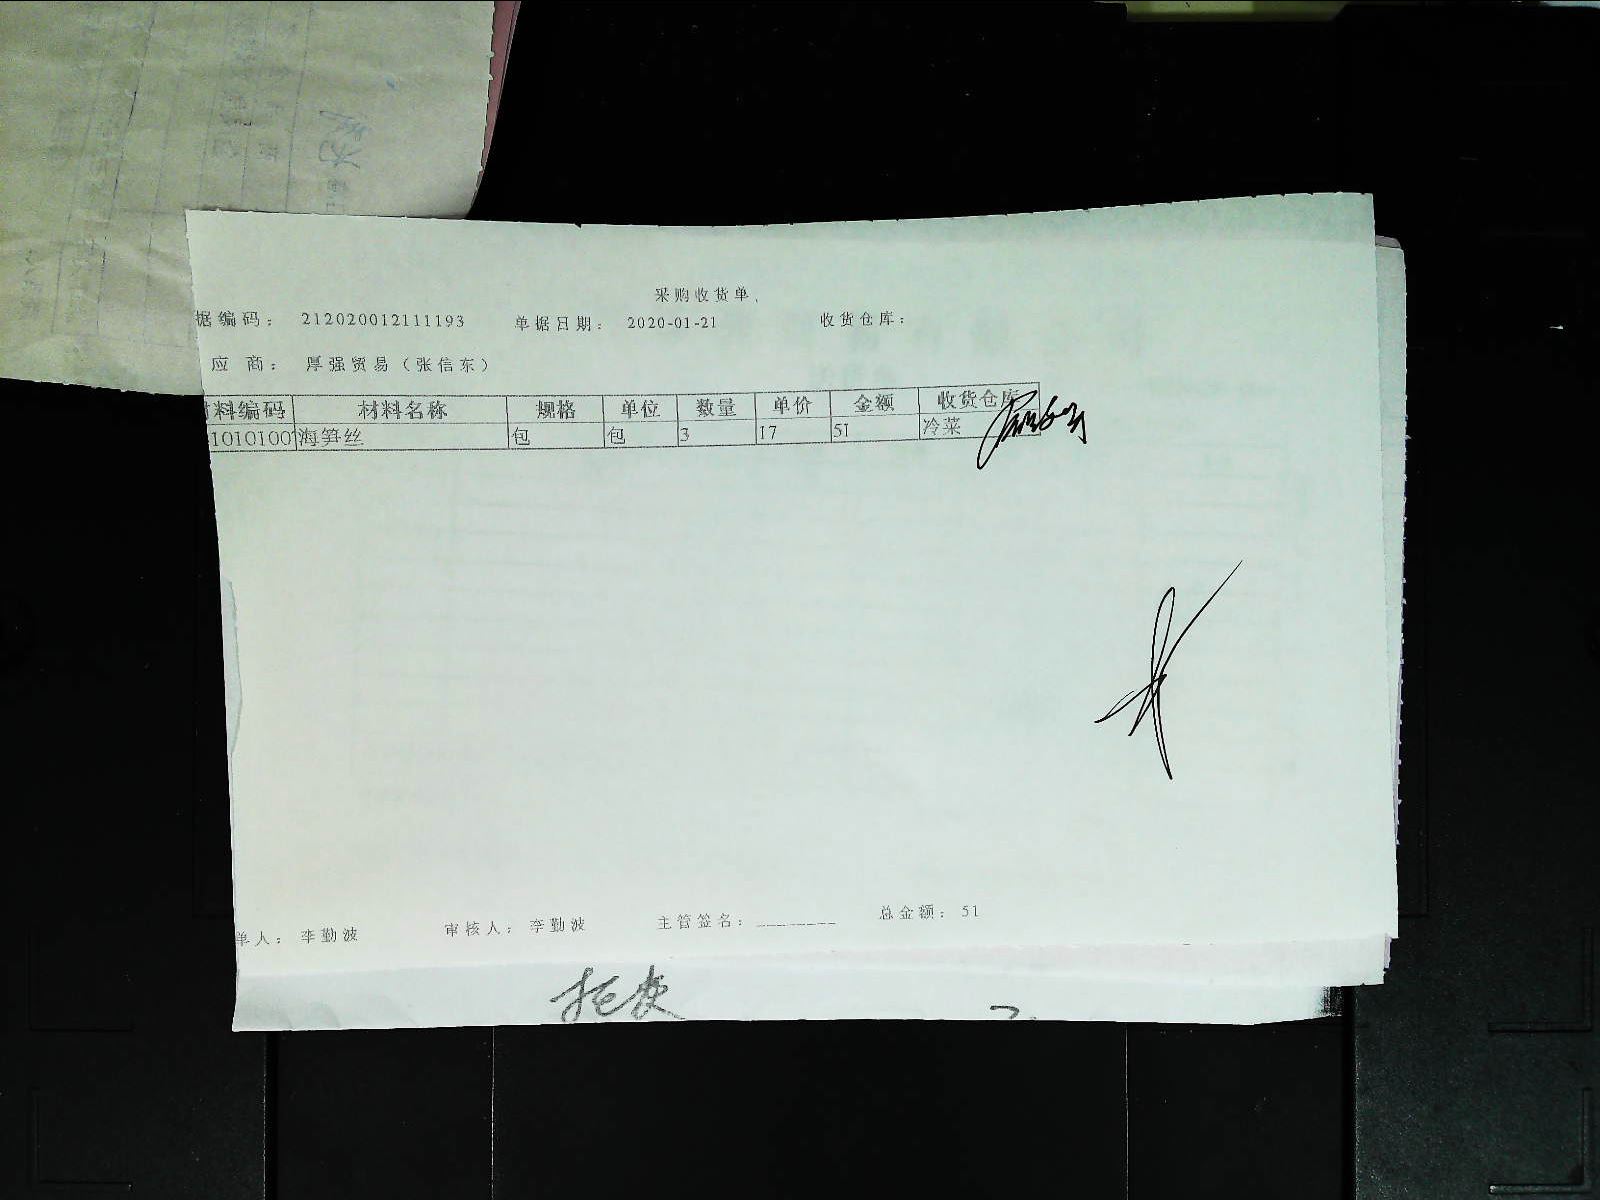 采购收货单
据编码： 212020012111193 单据日期： 2020-01-21 收货仓库：
应 商： 厚强贸易（张信东）
材料编码 材料名称 规格 单位 数量 单价 金额 收货仓库
1010100 海笋丝 包 包 3 17 51 冷菜
单人： 李勤波 审核人： 李勤波 主管签名： ________ 总金额： 51